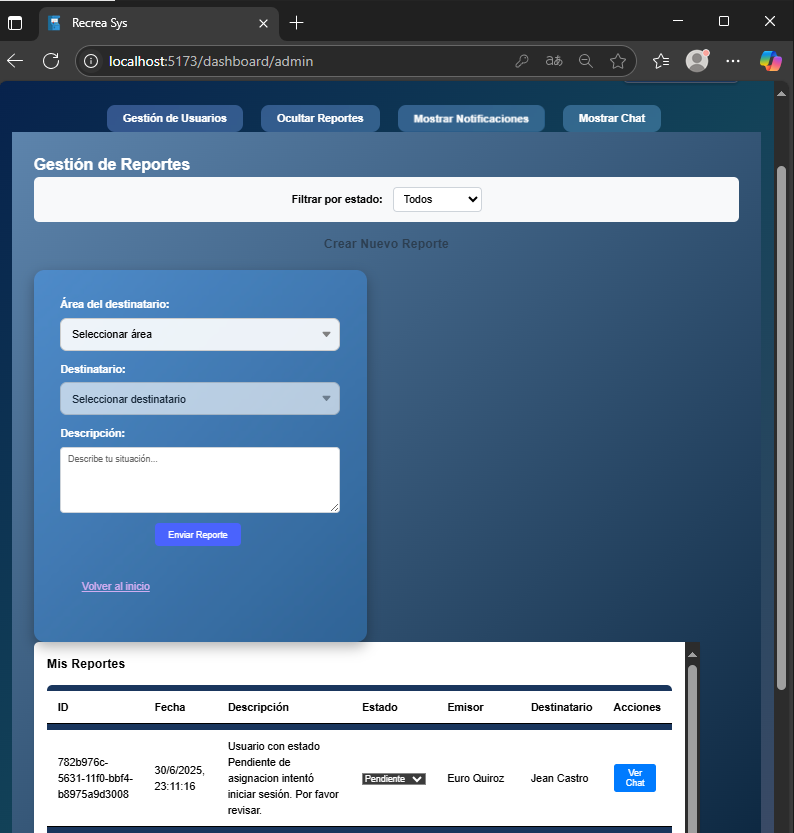 Recrea Sys
localhost:5173/dashboard/admin
aあ
Gestión de Usuarios Ocultar Reportes Mostrar Notificaciones Mostrar Chat
Gestión de Reportes
Filtrar por estado: Todos
Crear Nuevo Reporte
Área del destinatario:
Seleccionar área
Destinatario:
Seleccionar destinatario
Descripción:
Describe tu situación...
Enviar Reporte
Volver al inicio
Mis Reportes
ID Fecha Descripción Estado Emisor Destinatario Acciones
782b976c-
5631-11f0-bbf4-
b8975a9d3008
30/6/2025,
23:11:16
Usuario con estado
Pendiente de
asignacion intentó
iniciar sesión. Por favor
revisar.
Pendiente
Euro Quiroz
Jean Castro
Ver
Chat